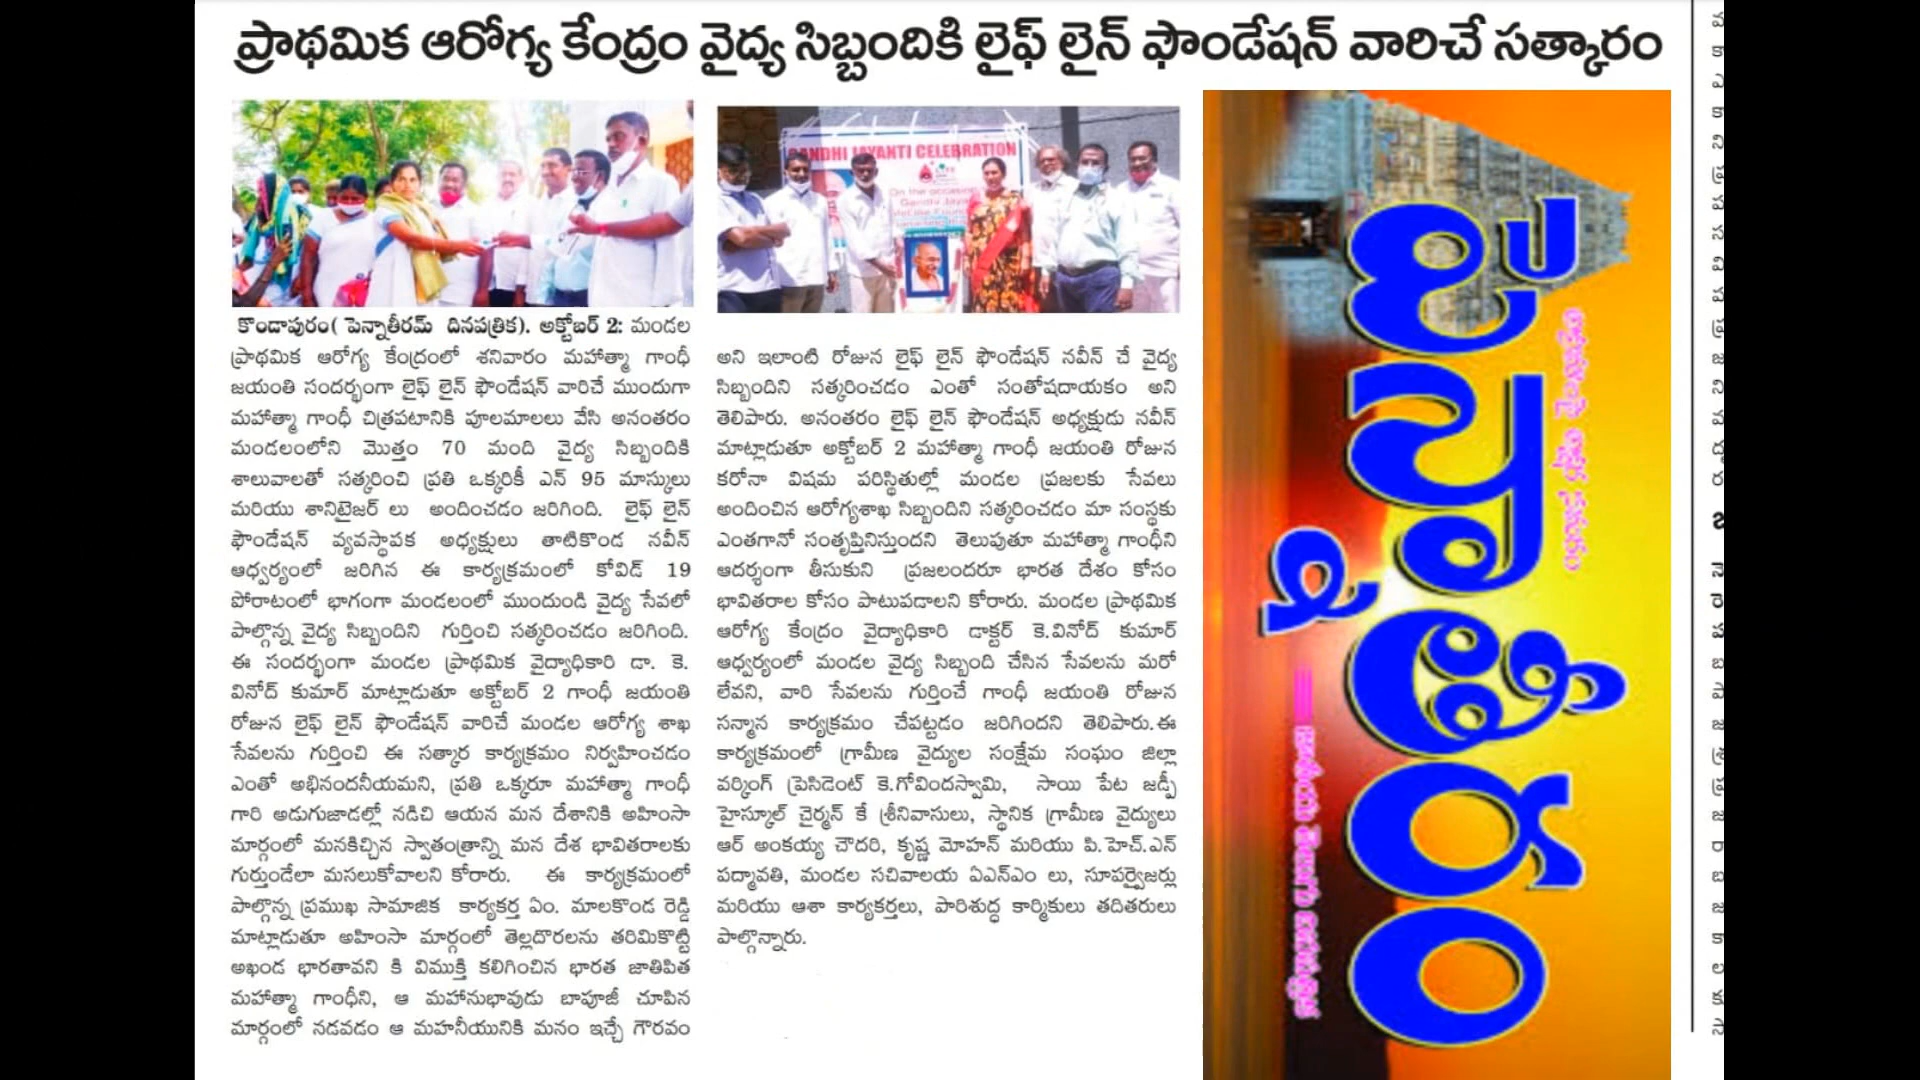 ప్రాథమిక ఆరోగ్య కేంద్రం వైద్య సిబ్బందికి లైఫ్ లైన్ ఫౌండేషన్ వారిచే సత్కారం
GANDHI JAYANTI CELEBRATION
On the occasion
Gandhi Jaya
కొండాపురం( పెన్నాతీరమ్ దినపత్రిక). అక్టోబర్ 2: మండల
ప్రాథమిక ఆరోగ్య కేంద్రంలో శనివారం మహాత్మా గాంధీ
జయంతి సందర్భంగా లైఫ్ లైన్ ఫౌండేషన్ వారిచే ముందుగా
మహాత్మా గాంధీ చిత్రపటానికి పూలమాలలు వేసి అనంతరం
మండలంలోని మొత్తం 70 మంది వైద్య సిబ్బందికి
శాలువాలతో సత్కరించి ప్రతి ఒక్కరికీ ఎన్ 95 మాస్కులు
మరియు శానిటైజర్ లు అందించడం జరిగింది. లైఫ్ లైన్
ఫౌండేషన్ వ్యవస్థాపక అధ్యక్షులు తాటికొండ నవీన్
ఆధ్వర్యంలో జరిగిన ఈ కార్యక్రమంలో కోవిడ్ 19
పోరాటంలో భాగంగా మండలంలో ముందుండి వైద్య సేవలో
పాల్గొన్న వైద్య సిబ్బందిని గుర్తించి సత్కరించడం జరిగింది.
ఈ సందర్భంగా మండల ప్రాథమిక వైద్యాధికారి డా. కె.
వినోద్ కుమార్ మాట్లాడుతూ అక్టోబర్ 2 గాంధీ జయంతి
రోజున లైఫ్ లైన్ ఫౌండేషన్ వారిచే మండల ఆరోగ్య శాఖ
సేవలను గుర్తించి ఈ సత్కార కార్యక్రమం నిర్వహించడం
ఎంతో అభినందనీయమని, ప్రతి ఒక్కరూ మహాత్మా గాంధీ
గారి అడుగుజాడల్లో నడిచి ఆయన మన దేశానికి అహింసా
మార్గంలో మనకిచ్చిన స్వాతంత్రాన్ని మన దేశ భావితరాలకు
గుర్తుండేలా మసలుకోవాలని కోరారు. ఈ కార్యక్రమంలో
పాల్గొన్న ప్రముఖ సామాజిక కార్యకర్త ఏం. మాలకొండ రెడ్డి
మాట్లాడుతూ అహింసా మార్గంలో తెల్లదొరలను తరిమికొట్టి
అఖండ భారతావని కి విముక్తి కలిగించిన భారత జాతిపిత
మహాత్మా గాంధీని, ఆ మహానుభావుడు బాపూజీ చూపిన
మార్గంలో నడవడం ఆ మహనీయునికి మనం ఇచ్చే గౌరవం
అని ఇలాంటి రోజున లైఫ్ లైన్ ఫౌండేషన్ నవీన్ చే వైద్య
సిబ్బందిని సత్కరించడం ఎంతో సంతోషదాయకం అని
తెలిపారు. అనంతరం లైఫ్ లైన్ ఫౌండేషన్ అధ్యక్షుడు నవీన్
మాట్లాడుతూ అక్టోబర్ 2 మహాత్మా గాంధీ జయంతి రోజున
కరోనా విషమ పరిస్థితుల్లో మండల ప్రజలకు సేవలు
అందించిన ఆరోగ్యశాఖ సిబ్బందిని సత్కరించడం మా సంస్థకు
ఎంతగానో సంతృప్తినిస్తుందని తెలుపుతూ మహాత్మా గాంధీని
ఆదర్శంగా తీసుకుని ప్రజలందరూ భారత దేశం కోసం
భావితరాల కోసం పాటుపడాలని కోరారు. మండల ప్రాథమిక
ఆరోగ్య కేంద్రం వైద్యాధికారి డాక్టర్ కె.వినోద్ కుమార్
ఆధ్వర్యంలో మండల వైద్య సిబ్బంది చేసిన సేవలను మరో
లేవని, వారి సేవలను గుర్తించే గాంధీ జయంతి రోజున
సన్మాన కార్యక్రమం చేపట్టడం జరిగిందని తెలిపారు.ఈ
కార్యక్రమంలో గ్రామీణ వైద్యుల సంక్షేమ సంఘం జిల్లా
వర్కింగ్ ప్రెసిడెంట్ కె.గోవిందస్వామి, సాయి పేట జడ్పీ
హైస్కూల్ చైర్మన్ కే శ్రీనివాసులు, స్థానిక గ్రామీణ వైద్యులు
ఆర్ అంకయ్య చౌదరి, కృష్ణ మోహన్ మరియు పి.హెచ్.ఎన్
పద్మావతి, మండల సచివాలయ ఏఎన్ఎం లు, సూపర్వైజర్లు
మరియు ఆశా కార్యకర్తలు, పారిశుద్ధ కార్మికులు తదితరులు
పాల్గొన్నారు.
పెన్నాతీరం